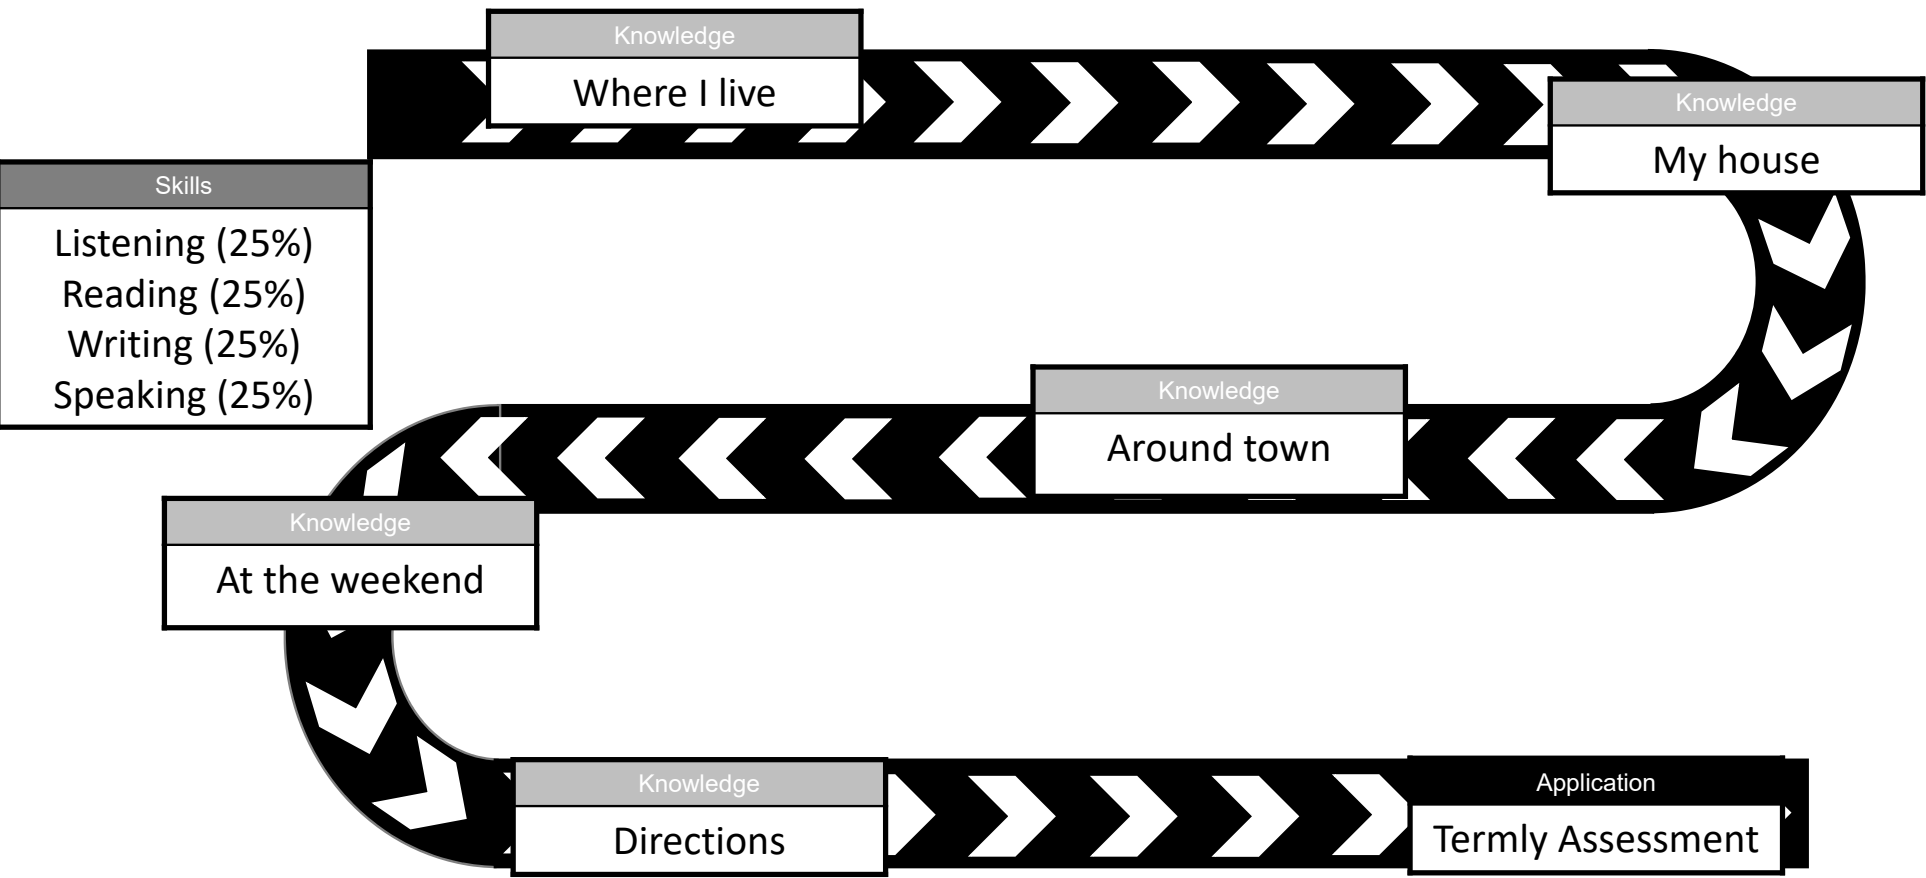 Knowledge
Where I live
Knowledge
My house
Skills
Listening (25%)
Reading (25%)
Writing (25%)
Speaking (25%)
Knowledge
Around town
Knowledge
At the weekend
Knowledge
Directions
Application
Termly Assessment